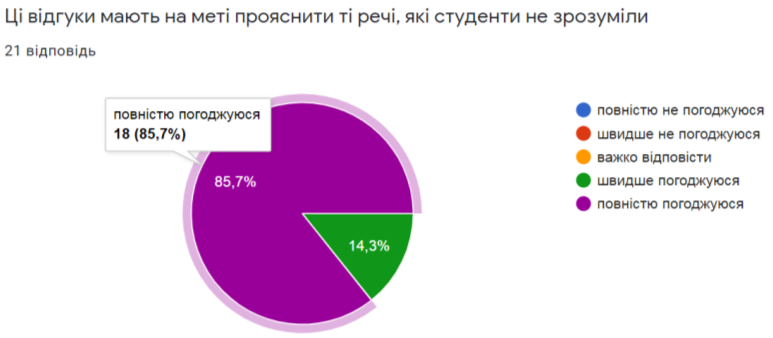 Ці відгуки мають на меті прояснити ті речі, які студенти не зрозуміли
21 відповідь
повністю погоджуюся
18 (85,7%)
85,7%
14,3%
повністю не погоджуюся
швидше не погоджуюся
важко відповісти
швидше погоджуюся
повністю погоджуюся